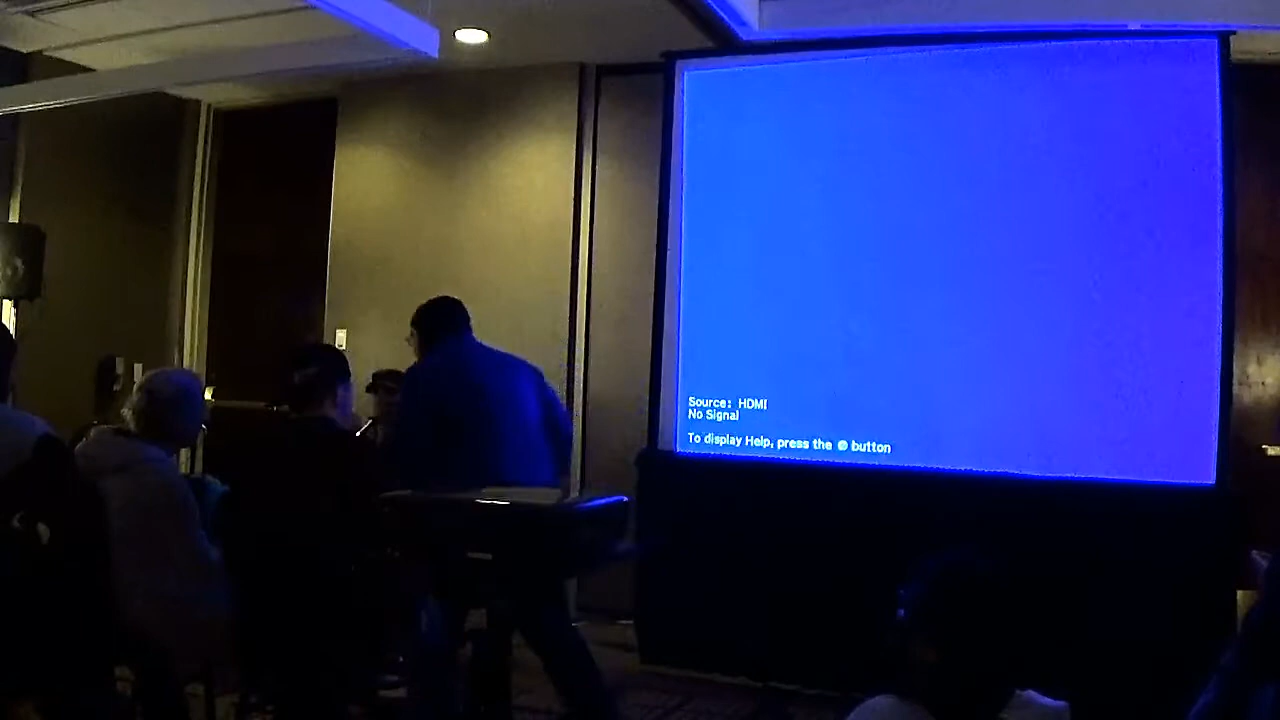 Source: HDMI
No Signal
To display Help, press the button